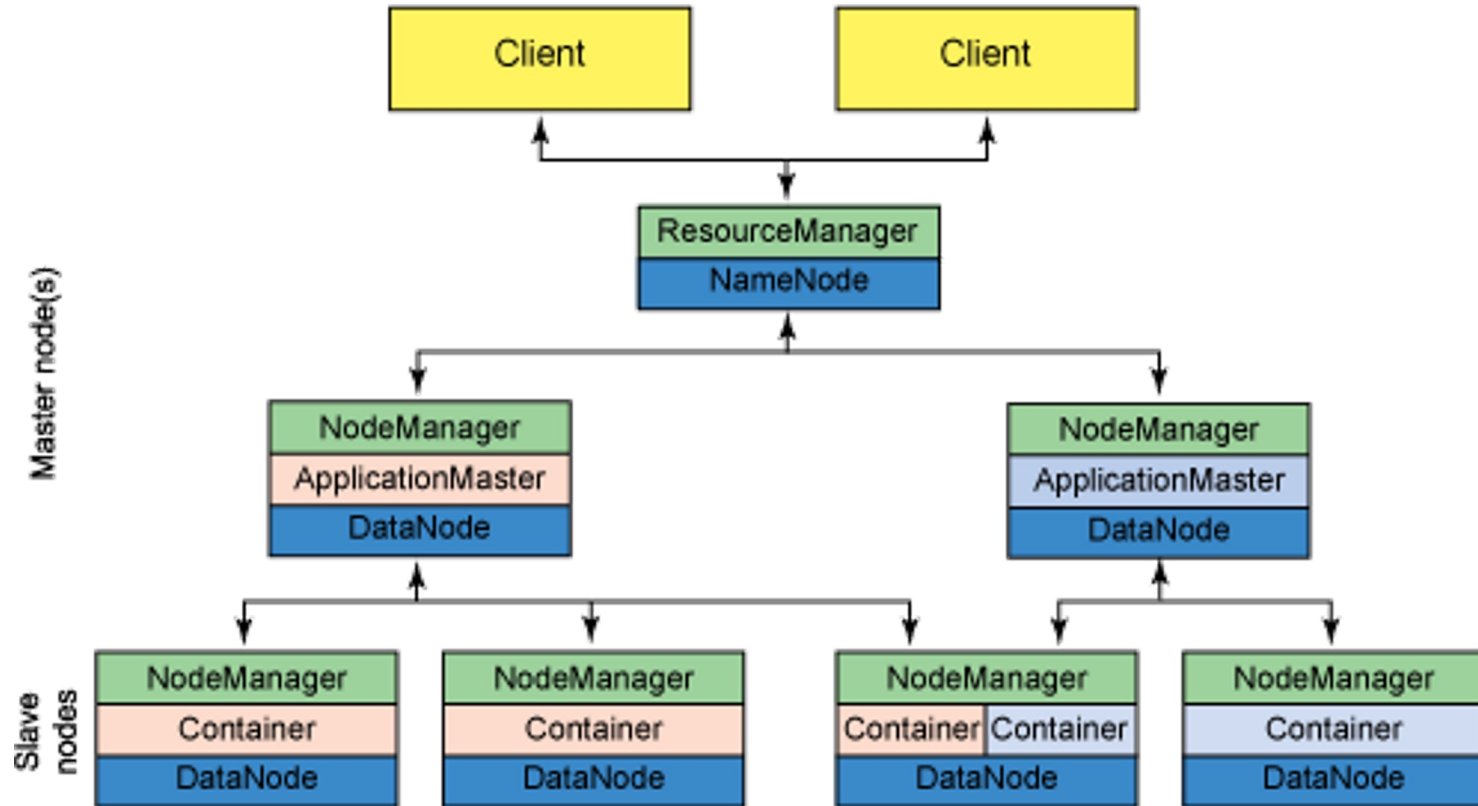 Client
Client
ResourceManager
NameNode
Master node(s)
NodeManager
ApplicationMaster
DataNode
NodeManager
ApplicationMaster
DataNode
Slave
nodes
NodeManager
Container
DataNode
NodeManager
Container
DataNode
NodeManager
Container
Container
DataNode
NodeManager
Container
DataNode